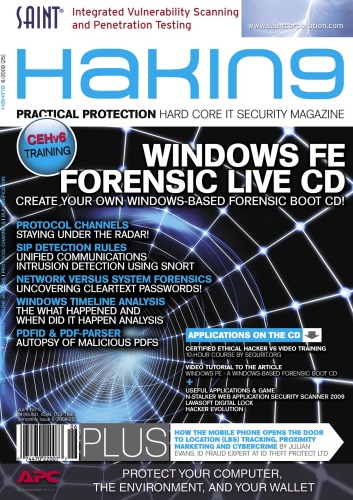 SAINT®
Integrated Vulnerability Scanning
and Penetration Testing
www.saintcorporation.com
HAKING
PRACTICAL PROTECTION HARD CORE IT SECURITY MAGAZINE
CEHv6
TRAINING
WINDOWS FE
FORENSIC LIVE CD
CREATE YOUR OWN WINDOWS-BASED FORENSIC BOOT CD!
PROTOCOL CHANNELS
STAYING UNDER THE RADAR!
SIP DETECTION RULES
UNIFIED COMMUNICATIONS
INTRUSION DETECTION USING SNORT
NETWORK VERSUS SYSTEM FORENSICS
UNCOVERING CLEARTEXT PASSWORDS!
WINDOWS TIMELINE ANALYSIS
THE WHAT HAPPENED AND
WHEN DID IT HAPPEN ANALYSIS
PDFID & PDF-PARSER
AUTOPSY OF MALICIOUS PDFS
APPLICATIONS ON THE CD
CERTIFIED ETHICAL HACKER V6 VIDEO TRAINING
10-HOUR COURSE BY SEQURIT.ORG
VIDEO TUTORIAL TO THE ARTICLE
WINDOWS PE - A WINDOWS-BASED FORENSIC BOOT CD
+
USEFUL APPLICATIONS & GAME
N-STALKER WEB APPLICATION SECURITY SCANNER 2009
LAVASOFT DIGITAL LOCK
HACKER EVOLUTION
PLUS
HOW THE MOBILE PHONE OPENS THE DOOR
TO LOCATION (LBS) TRACKING, PROXIMITY
MARKETING AND CYBERCRIME BY JULIAN
EVANS, ID FRAUD EXPERT AT ID THEFT PROTECT LTD
APC
PROTECT YOUR COMPUTER,
THE ENVIRONMENT, AND YOUR WALLET